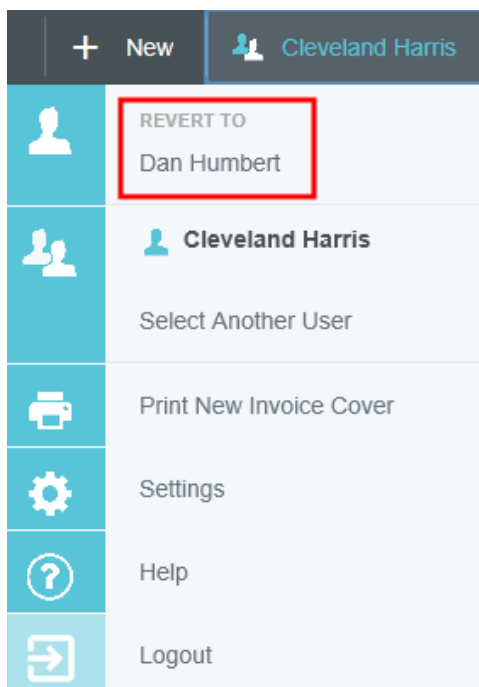 + New Cleveland Harris
REVERT TO
Dan Humbert
Cleveland Harris
Select Another User
Print New Invoice Cover
Settings
? Help
Logout